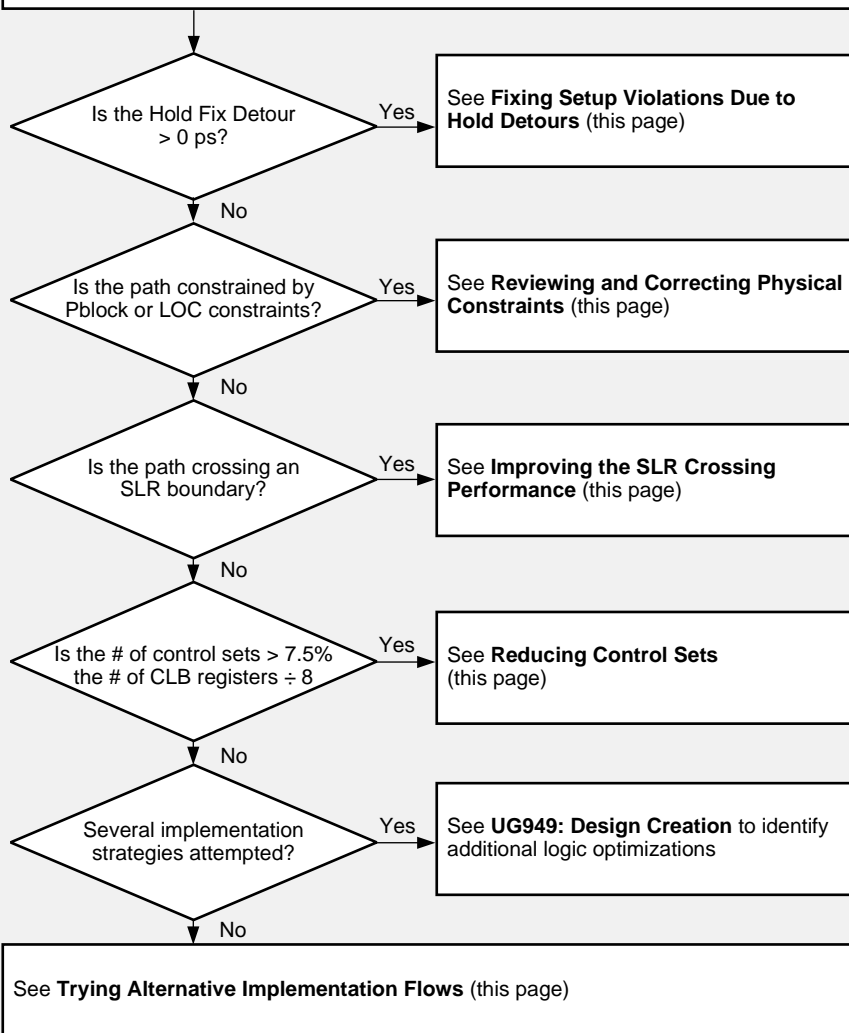 Is the Hold Fix Detour
> 0 ps?
Yes
See Fixing Setup Violations Due to
Hold Detours (this page)
No
Is the path constrained by
Pblock or LOC constraints?
Yes
See Reviewing and Correcting Physical
Constraints (this page)
No
Is the path crossing an
SLR boundary?
Yes
See Improving the SLR Crossing
Performance (this page)
No
Is the # of control sets > 7.5%
the # of CLB registers ÷ 8
Yes
See Reducing Control Sets
(this page)
No
Several implementation
strategies attempted?
Yes
See UG949: Design Creation to identify
additional logic optimizations
No
See Trying Alternative Implementation Flows (this page)